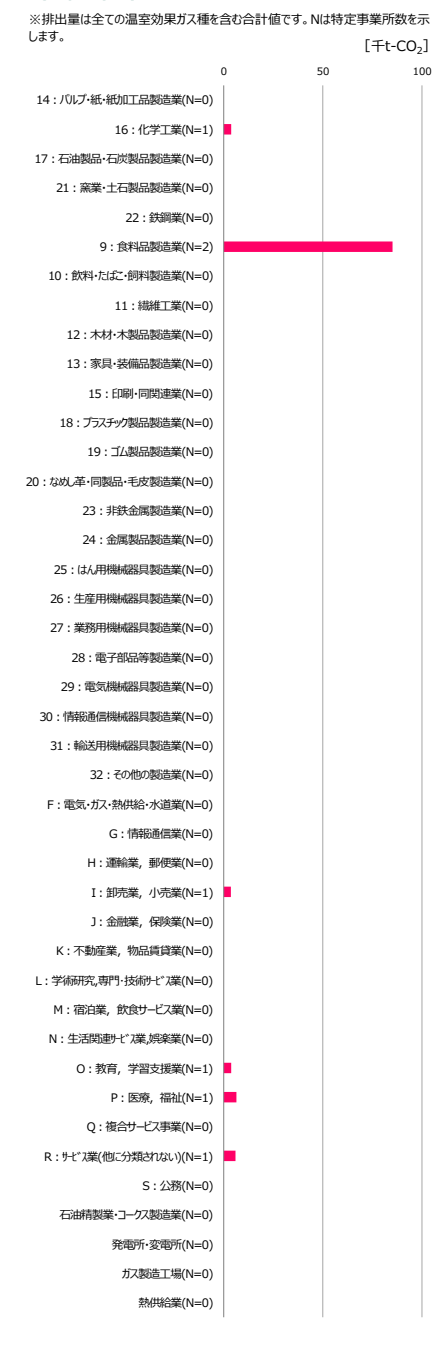 ※排出量は全ての温室効果ガス種を含む合計値です。Nは特定事業所数を示
します。
[千t-CO₂]
0 50 100
14：パルプ・紙・紙加工品製造業(N=0)
16：化学工業(N=1)
17：石油製品・石炭製品製造業(N=0)
21：窯業・土石製品製造業(N=0)
22：鉄鋼業(N=0)
9：食料品製造業(N=2)
10：飲料・たばこ・飼料製造業(N=0)
11：繊維工業(N=0)
12：木材・木製品製造業(N=0)
13：家具・装備品製造業(N=0)
15：印刷・同関連業(N=0)
18：プラスチック製品製造業(N=0)
19：ゴム製品製造業(N=0)
20：なめし革・同製品・毛皮製造業(N=0)
23：非鉄金属製造業(N=0)
24：金属製品製造業(N=0)
25：はん用機械器具製造業(N=0)
26：生産用機械器具製造業(N=0)
27：業務用機械器具製造業(N=0)
28：電子部品等製造業(N=0)
29：電気機械器具製造業(N=0)
30：情報通信機械器具製造業(N=0)
31：輸送用機械器具製造業(N=0)
32：その他の製造業(N=0)
F：電気・ガス・熱供給・水道業(N=0)
G：情報通信業(N=0)
H：運輸業，郵便業(N=0)
I：卸売業，小売業(N=1)
J：金融業，保険業(N=0)
K：不動産業，物品賃貸業(N=0)
L：学術研究,専門・技術ｻｰﾋﾞｽ業(N=0)
M：宿泊業，飲食サービス業(N=0)
N：生活関連ｻｰﾋﾞｽ業,娯楽業(N=0)
O：教育，学習支援業(N=1)
P：医療，福祉(N=1)
Q：複合サービス事業(N=0)
R：ｻｰﾋﾞｽ業(他に分類されない)(N=1)
S：公務(N=0)
石油精製業・コークス製造業(N=0)
発電所・変電所(N=0)
ガス製造工場(N=0)
熱供給業(N=0)